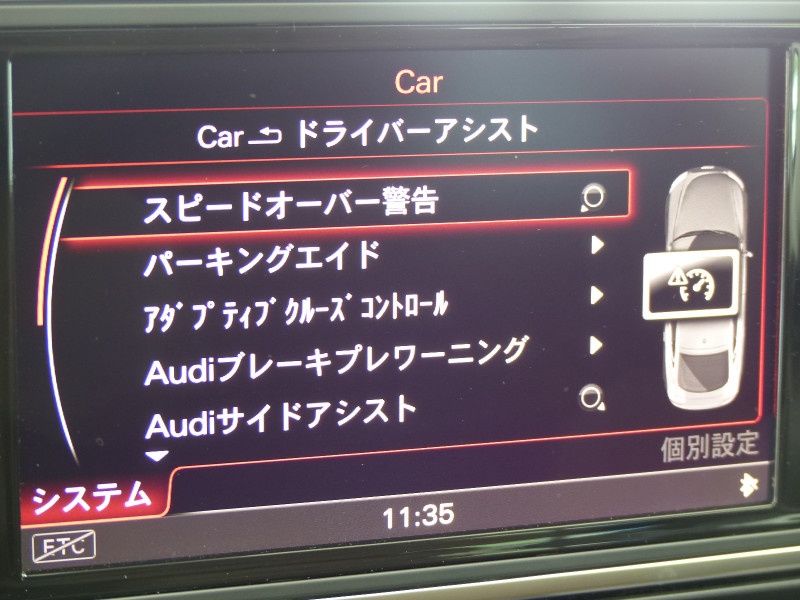 Car
Car ドライバーアシスト
スピードオーバー警告
パーキングエイド
ｱﾀﾞﾌﾟﾃｨﾌﾞｸﾙｰｽﾞｺﾝﾄﾛｰﾙ
Audiブレーキプレワーニング
Audiサイドアシスト
個別設定
システム
11:35
ETC